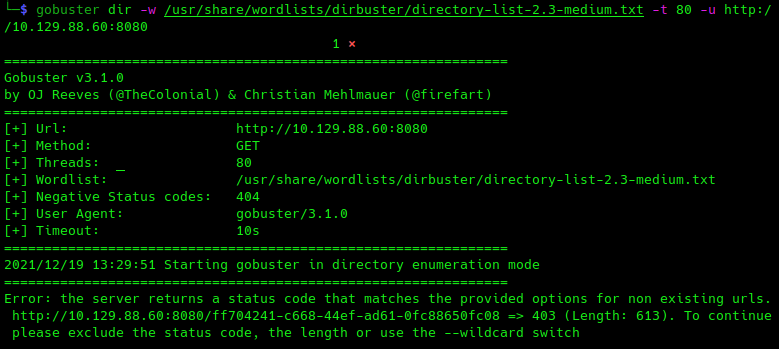 └─$ gobuster dir -w /usr/share/wordlists/dirbuster/directory-list-2.3-medium.txt -t 80 -u http:/
/10.129.88.60:8080
1 ×
===============================================================
Gobuster v3.1.0
by OJ Reeves (@TheColonial) & Christian Mehlmauer (@firefart)
===============================================================
[+] Url:                     http://10.129.88.60:8080
[+] Method:                  GET
[+] Threads:                 80
[+] Wordlist:                /usr/share/wordlists/dirbuster/directory-list-2.3-medium.txt
[+] Negative Status codes:   404
[+] User Agent:              gobuster/3.1.0
[+] Timeout:                 10s
===============================================================
2021/12/19 13:29:51 Starting gobuster in directory enumeration mode
===============================================================
Error: the server returns a status code that matches the provided options for non existing urls.
http://10.129.88.60:8080/ff704241-c668-44ef-ad61-0fc88650fc08 => 403 (Length: 613). To continue
please exclude the status code, the length or use the --wildcard switch